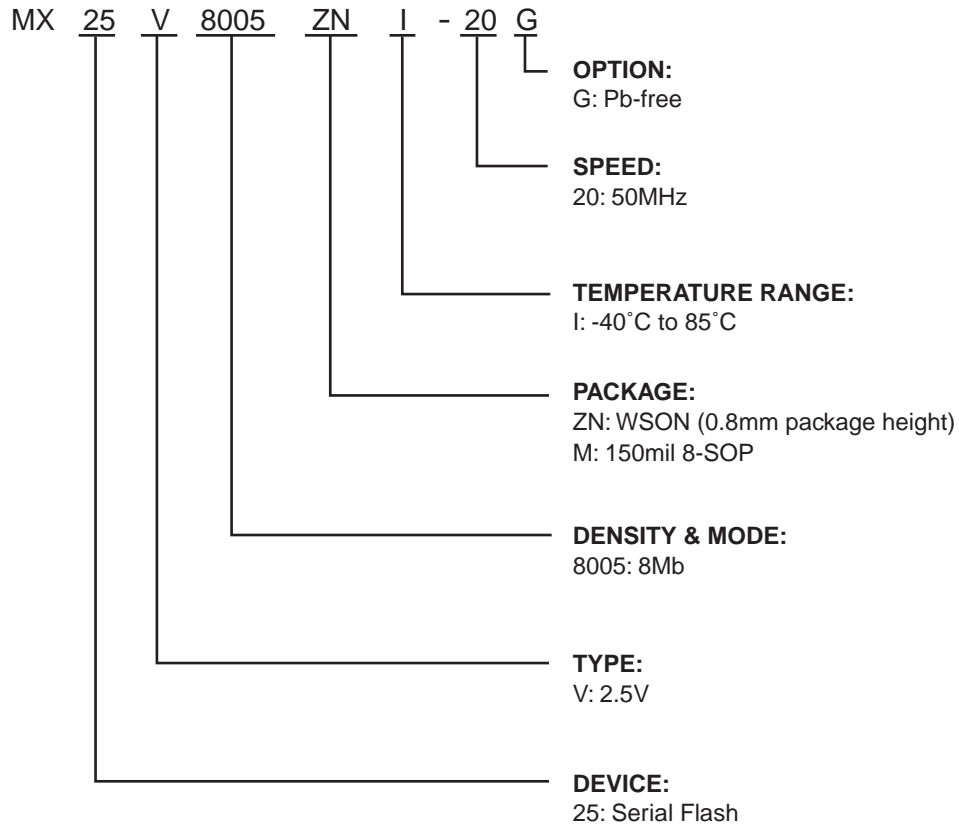 MX 25 V 8005 ZN I - 20 G
OPTION:
G: Pb-free
SPEED:
20: 50MHz
TEMPERATURE RANGE:
I: -40˚C to 85˚C
PACKAGE:
ZN: WSON (0.8mm package height)
M: 150mil 8-SOP
DENSITY & MODE:
8005: 8Mb
TYPE:
V: 2.5V
DEVICE:
25: Serial Flash